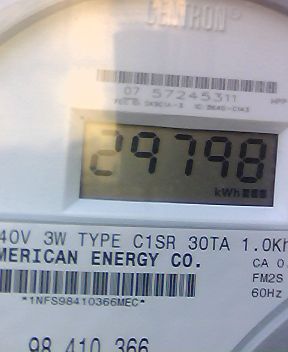 CENTRON®
07 57245311
29798
kWh
40V 3W TYPE C1SR 30TA 1.0Kh
MERICAN ENERGY CO.
CA 0.
FM2S
60Hz
*1NFS98410366MEC*
98 410 366